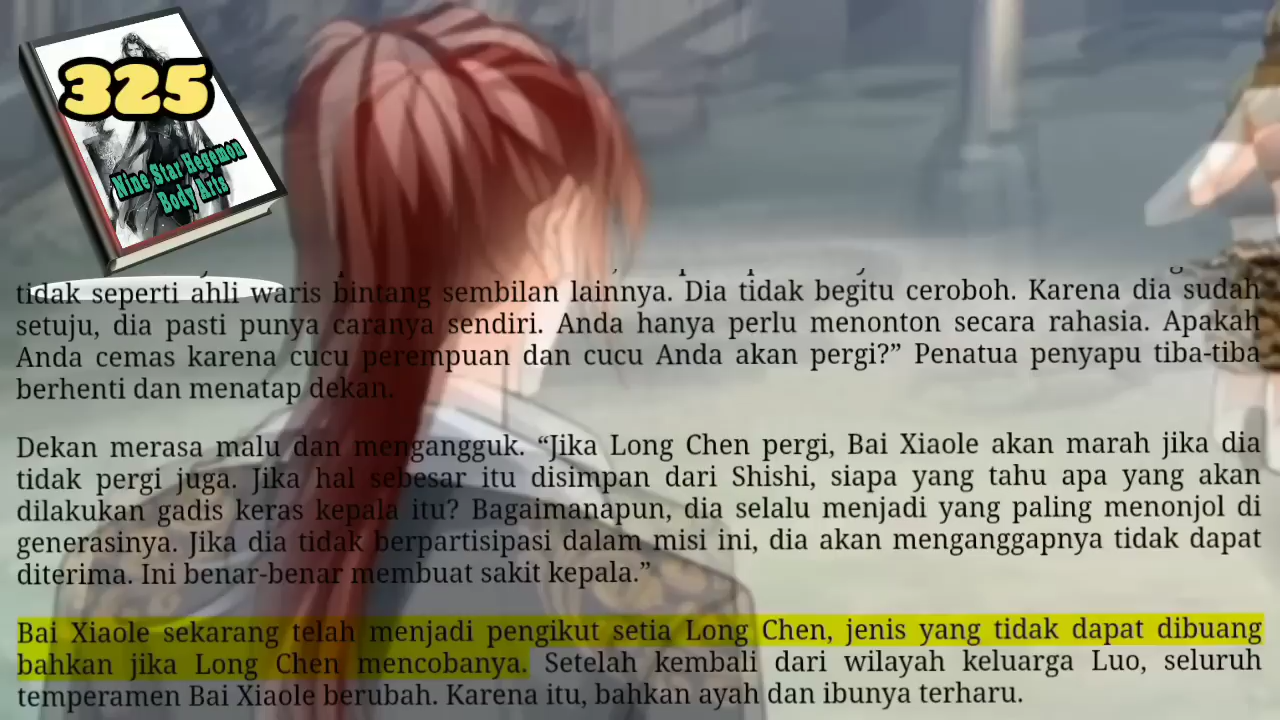 325
Nine Star Hegemon
Body Arts
tidak seperti ahli waris bintang sembilan lainnya. Dia tidak begitu ceroboh. Karena dia sudah
setuju, dia pasti punya caranya sendiri. Anda hanya perlu menonton secara rahasia. Apakah
Anda cemas karena cucu perempuan dan cucu Anda akan pergi?” Penatua penyapu tiba-tiba
berhenti dan menatap dekan.
Dekan merasa malu dan mengangguk. “Jika Long Chen pergi, Bai Xiaole akan marah jika dia
tidak pergi juga. Jika hal sebesar itu disimpan dari Shishi, siapa yang tahu apa yang akan
dilakukan gadis keras kepala itu? Bagaimanapun, dia selalu menjadi yang paling menonjol di
generasinya. Jika dia tidak berpartisipasi dalam misi ini, dia akan menganggapnya tidak dapat
diterima. Ini benar-benar membuat sakit kepala.”
Bai Xiaole sekarang telah menjadi pengikut setia Long Chen, jenis yang tidak dapat dibuang
bahkan jika Long Chen mencobanya. Setelah kembali dari wilayah keluarga Luo, seluruh
temperamen Bai Xiaole berubah. Karena itu, bahkan ayah dan ibunya terharu.